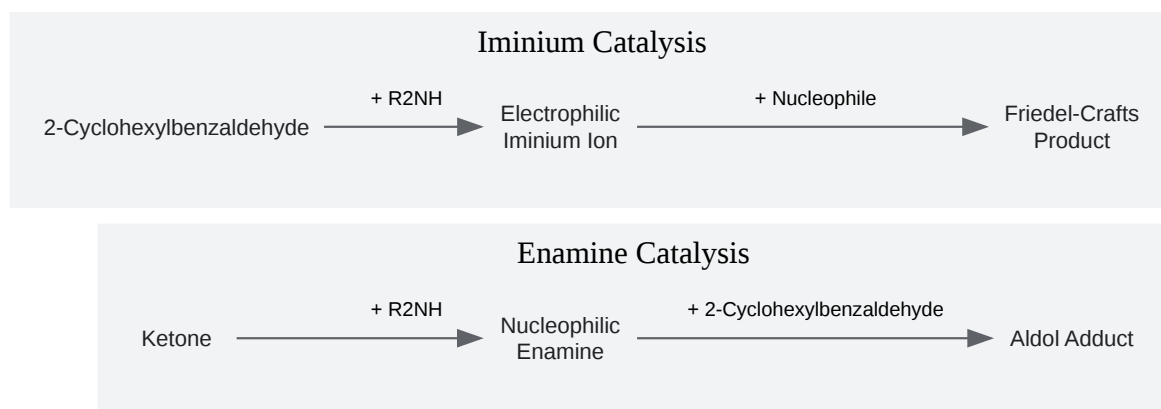 Iminium Catalysis
+ R2NH
+ Nucleophile
2-Cyclohexylbenzaldehyde
Electrophilic
Iminium Ion
Friedel-Crafts
Product
Enamine Catalysis
+ R2NH
+ 2-Cyclohexylbenzaldehyde
Ketone
Nucleophilic
Enamine
Aldol Adduct